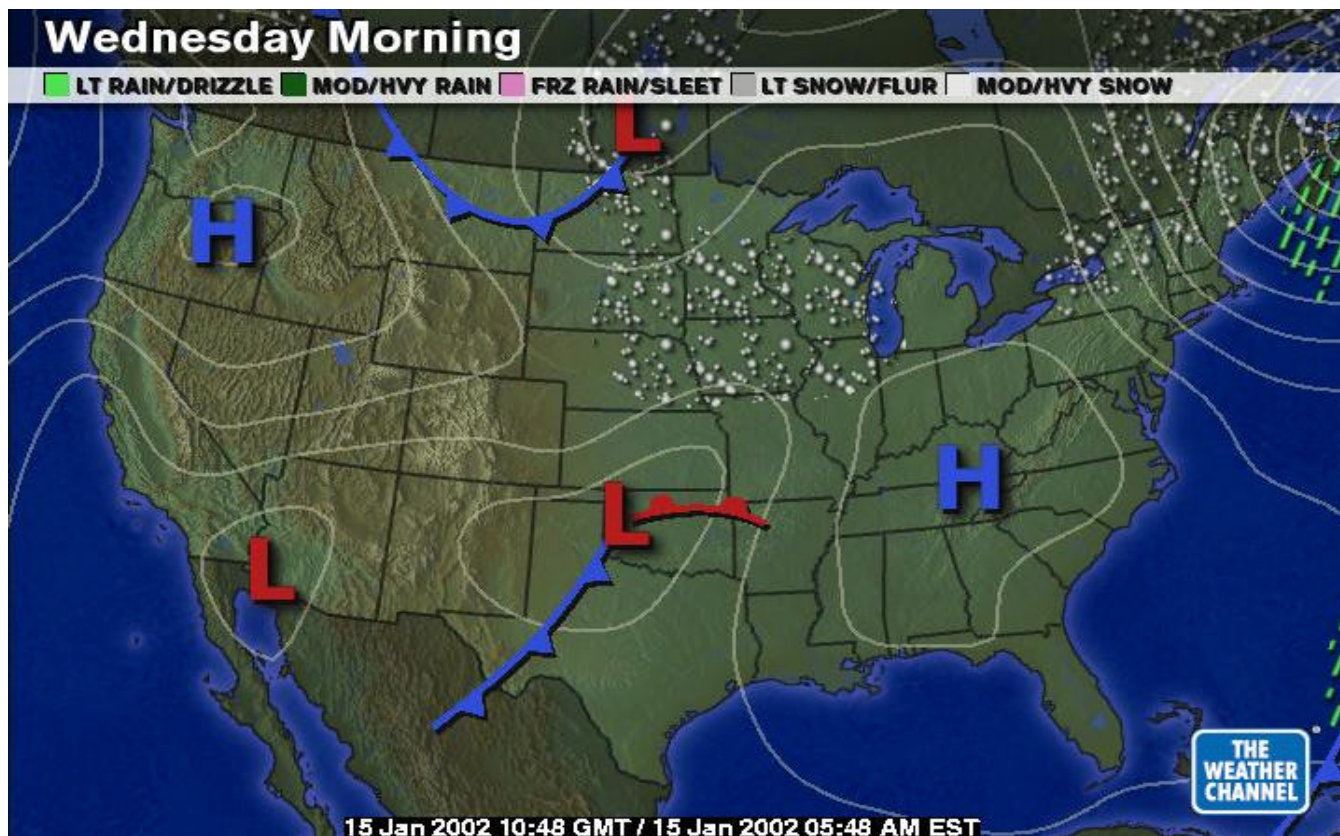 Wednesday Morning
LT RAIN/DRIZZLE MOD/HVY RAIN FRZ RAIN/SLEET LT SNOW/FLUR MOD/HVY SNOW
L
H
H
L
L
THE
WEATHER
CHANNEL
15 Jan 2002 10:48 GMT / 15 Jan 2002 05:48 AM EST